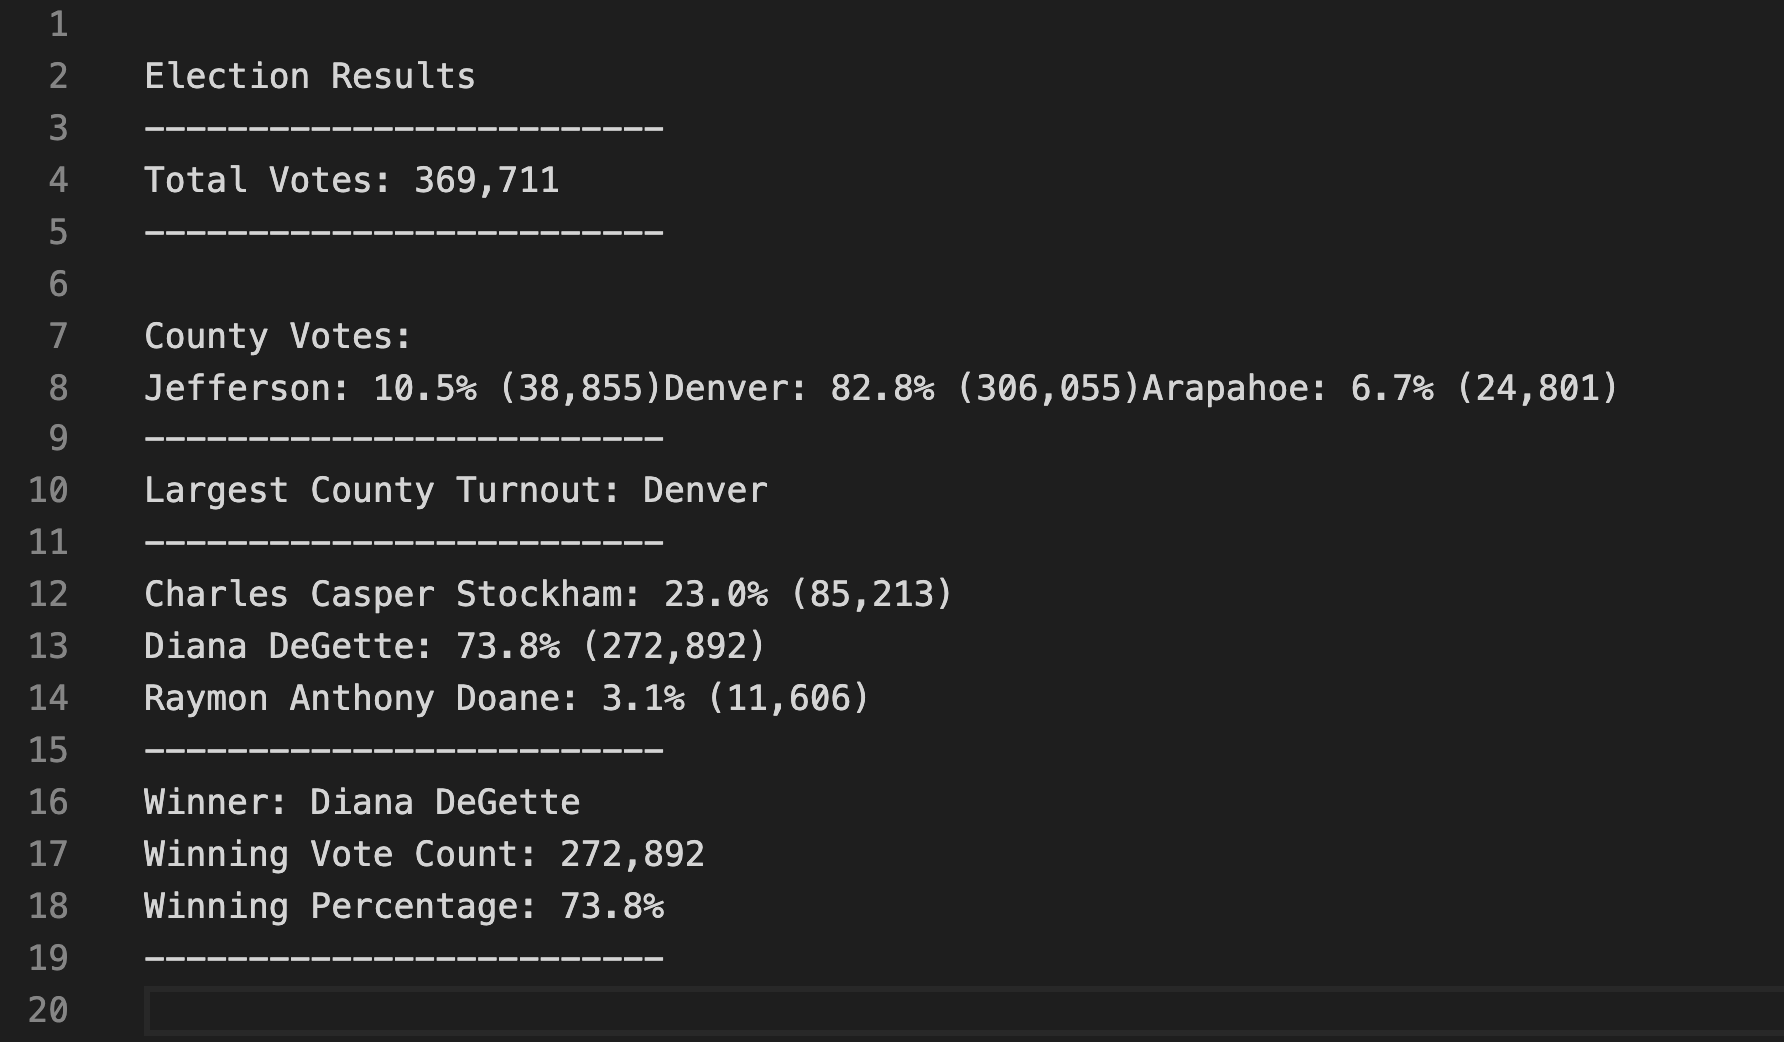 1
2 Election Results
3 -------------------------
4 Total Votes: 369,711
5 -------------------------
6
7 County Votes:
8 Jefferson: 10.5% (38,855)Denver: 82.8% (306,055)Arapahoe: 6.7% (24,801)
9 -------------------------
10 Largest County Turnout: Denver
11 -------------------------
12 Charles Casper Stockham: 23.0% (85,213)
13 Diana DeGette: 73.8% (272,892)
14 Raymon Anthony Doane: 3.1% (11,606)
15 -------------------------
16 Winner: Diana DeGette
17 Winning Vote Count: 272,892
18 Winning Percentage: 73.8%
19 -------------------------
20